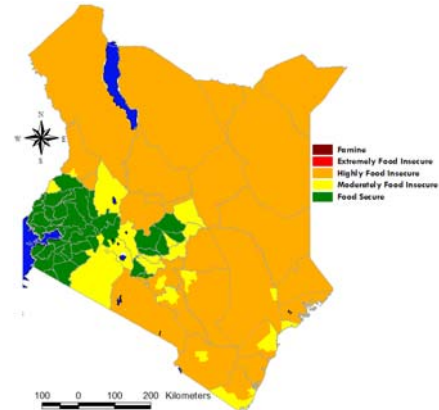 N
W E
S
Famine
Extremely Food Insecure
Highly Food Insecure
Moderately Food Insecure
Food Secure
100 0 100 200 Kilometers